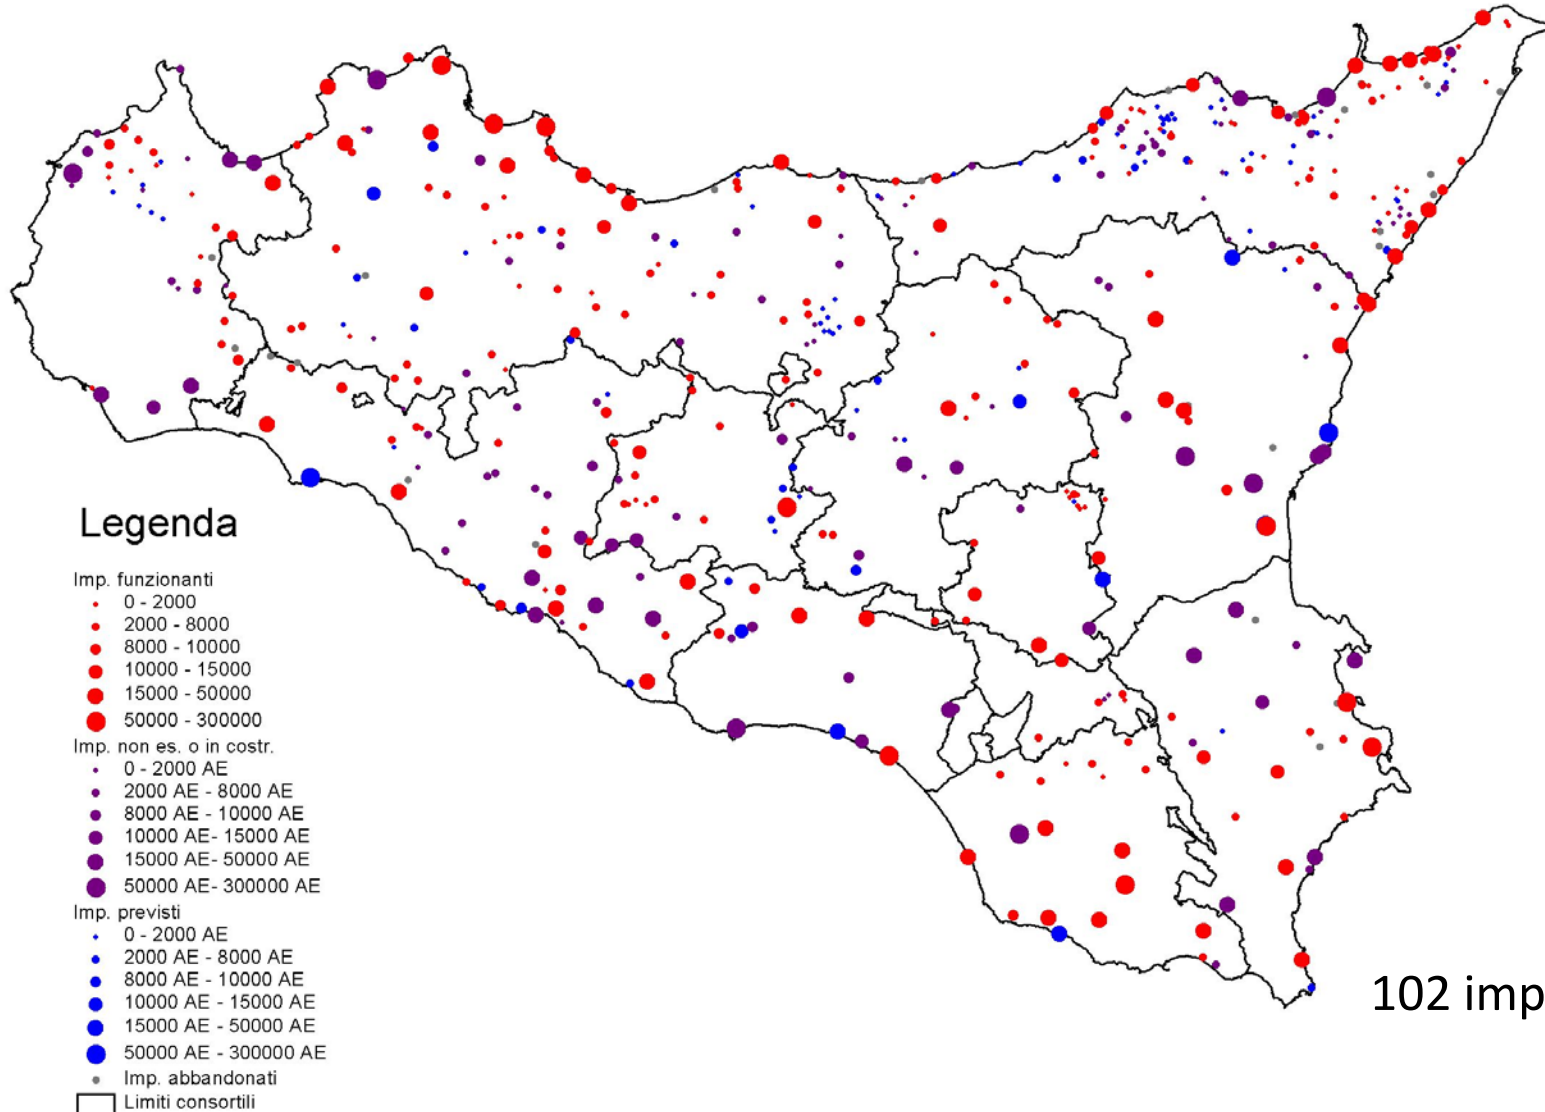 Legenda
Imp. funzionanti
0 - 2000
2000 - 8000
8000 - 10000
10000 - 15000
15000 - 50000
50000 - 300000
Imp. non es. o in costr.
0 - 2000 AE
2000 AE - 8000 AE
8000 AE - 10000 AE
10000 AE- 15000 AE
15000 AE- 50000 AE
50000 AE- 300000 AE
Imp. previsti
0 - 2000 AE
2000 AE - 8000 AE
8000 AE - 10000 AE
10000 AE - 15000 AE
15000 AE - 50000 AE
50000 AE - 300000 AE
Imp. abbandonati
Limiti consortili
102 imp